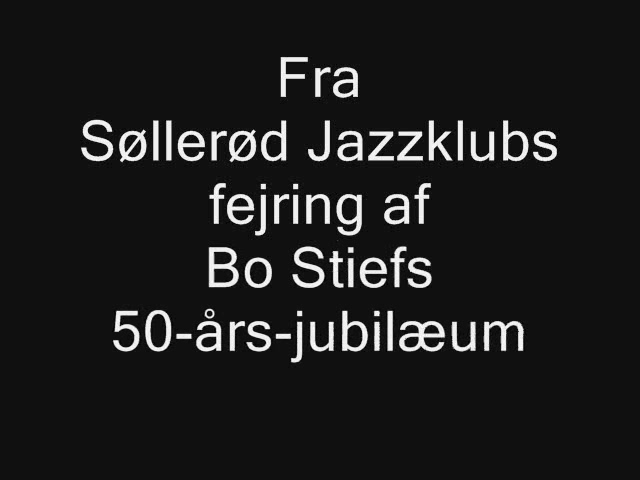 Fra
Søllerød Jazzklubs
fejring af
Bo Stiefs
50-års-jubilæum